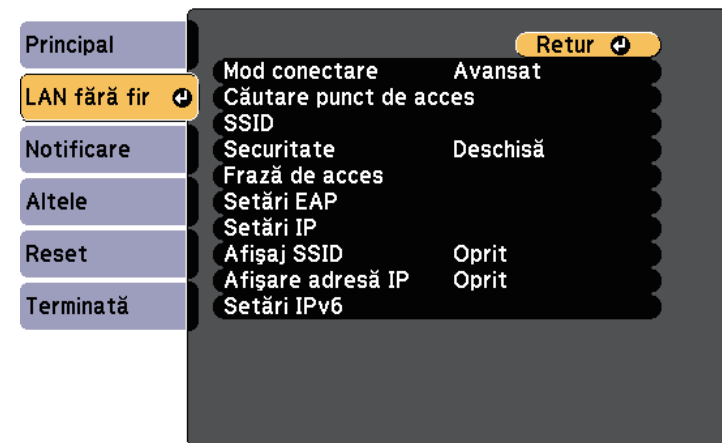 Principal
LAN fără fir
Notificare
Altele
Reset
Terminată
Retur
Mod conectare Avansat
Căutare punct de acces
SSID
Securitate Deschisă
Frază de acces
Setări EAP
Setări IP
Afişaj SSID Oprit
Afişare adresă IP Oprit
Setări IPv6